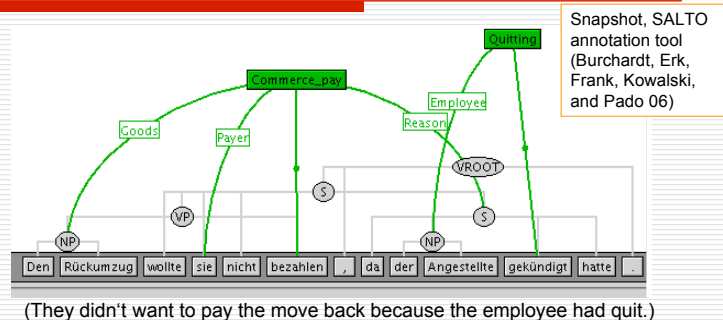 Snapshot, SALTO
annotation tool
(Burchardt, Erk,
Frank, Kowalski,
and Pado 06)
Quitting
Commerce_pay
Employee
Reason
Goods
Payer
VROOT
S
VP
S
NP
NP
Den Rückumzug wollte sie nicht bezahlen , da der Angestellte gekündigt hatte .
(They didn‘t want to pay the move back because the employee had quit.)